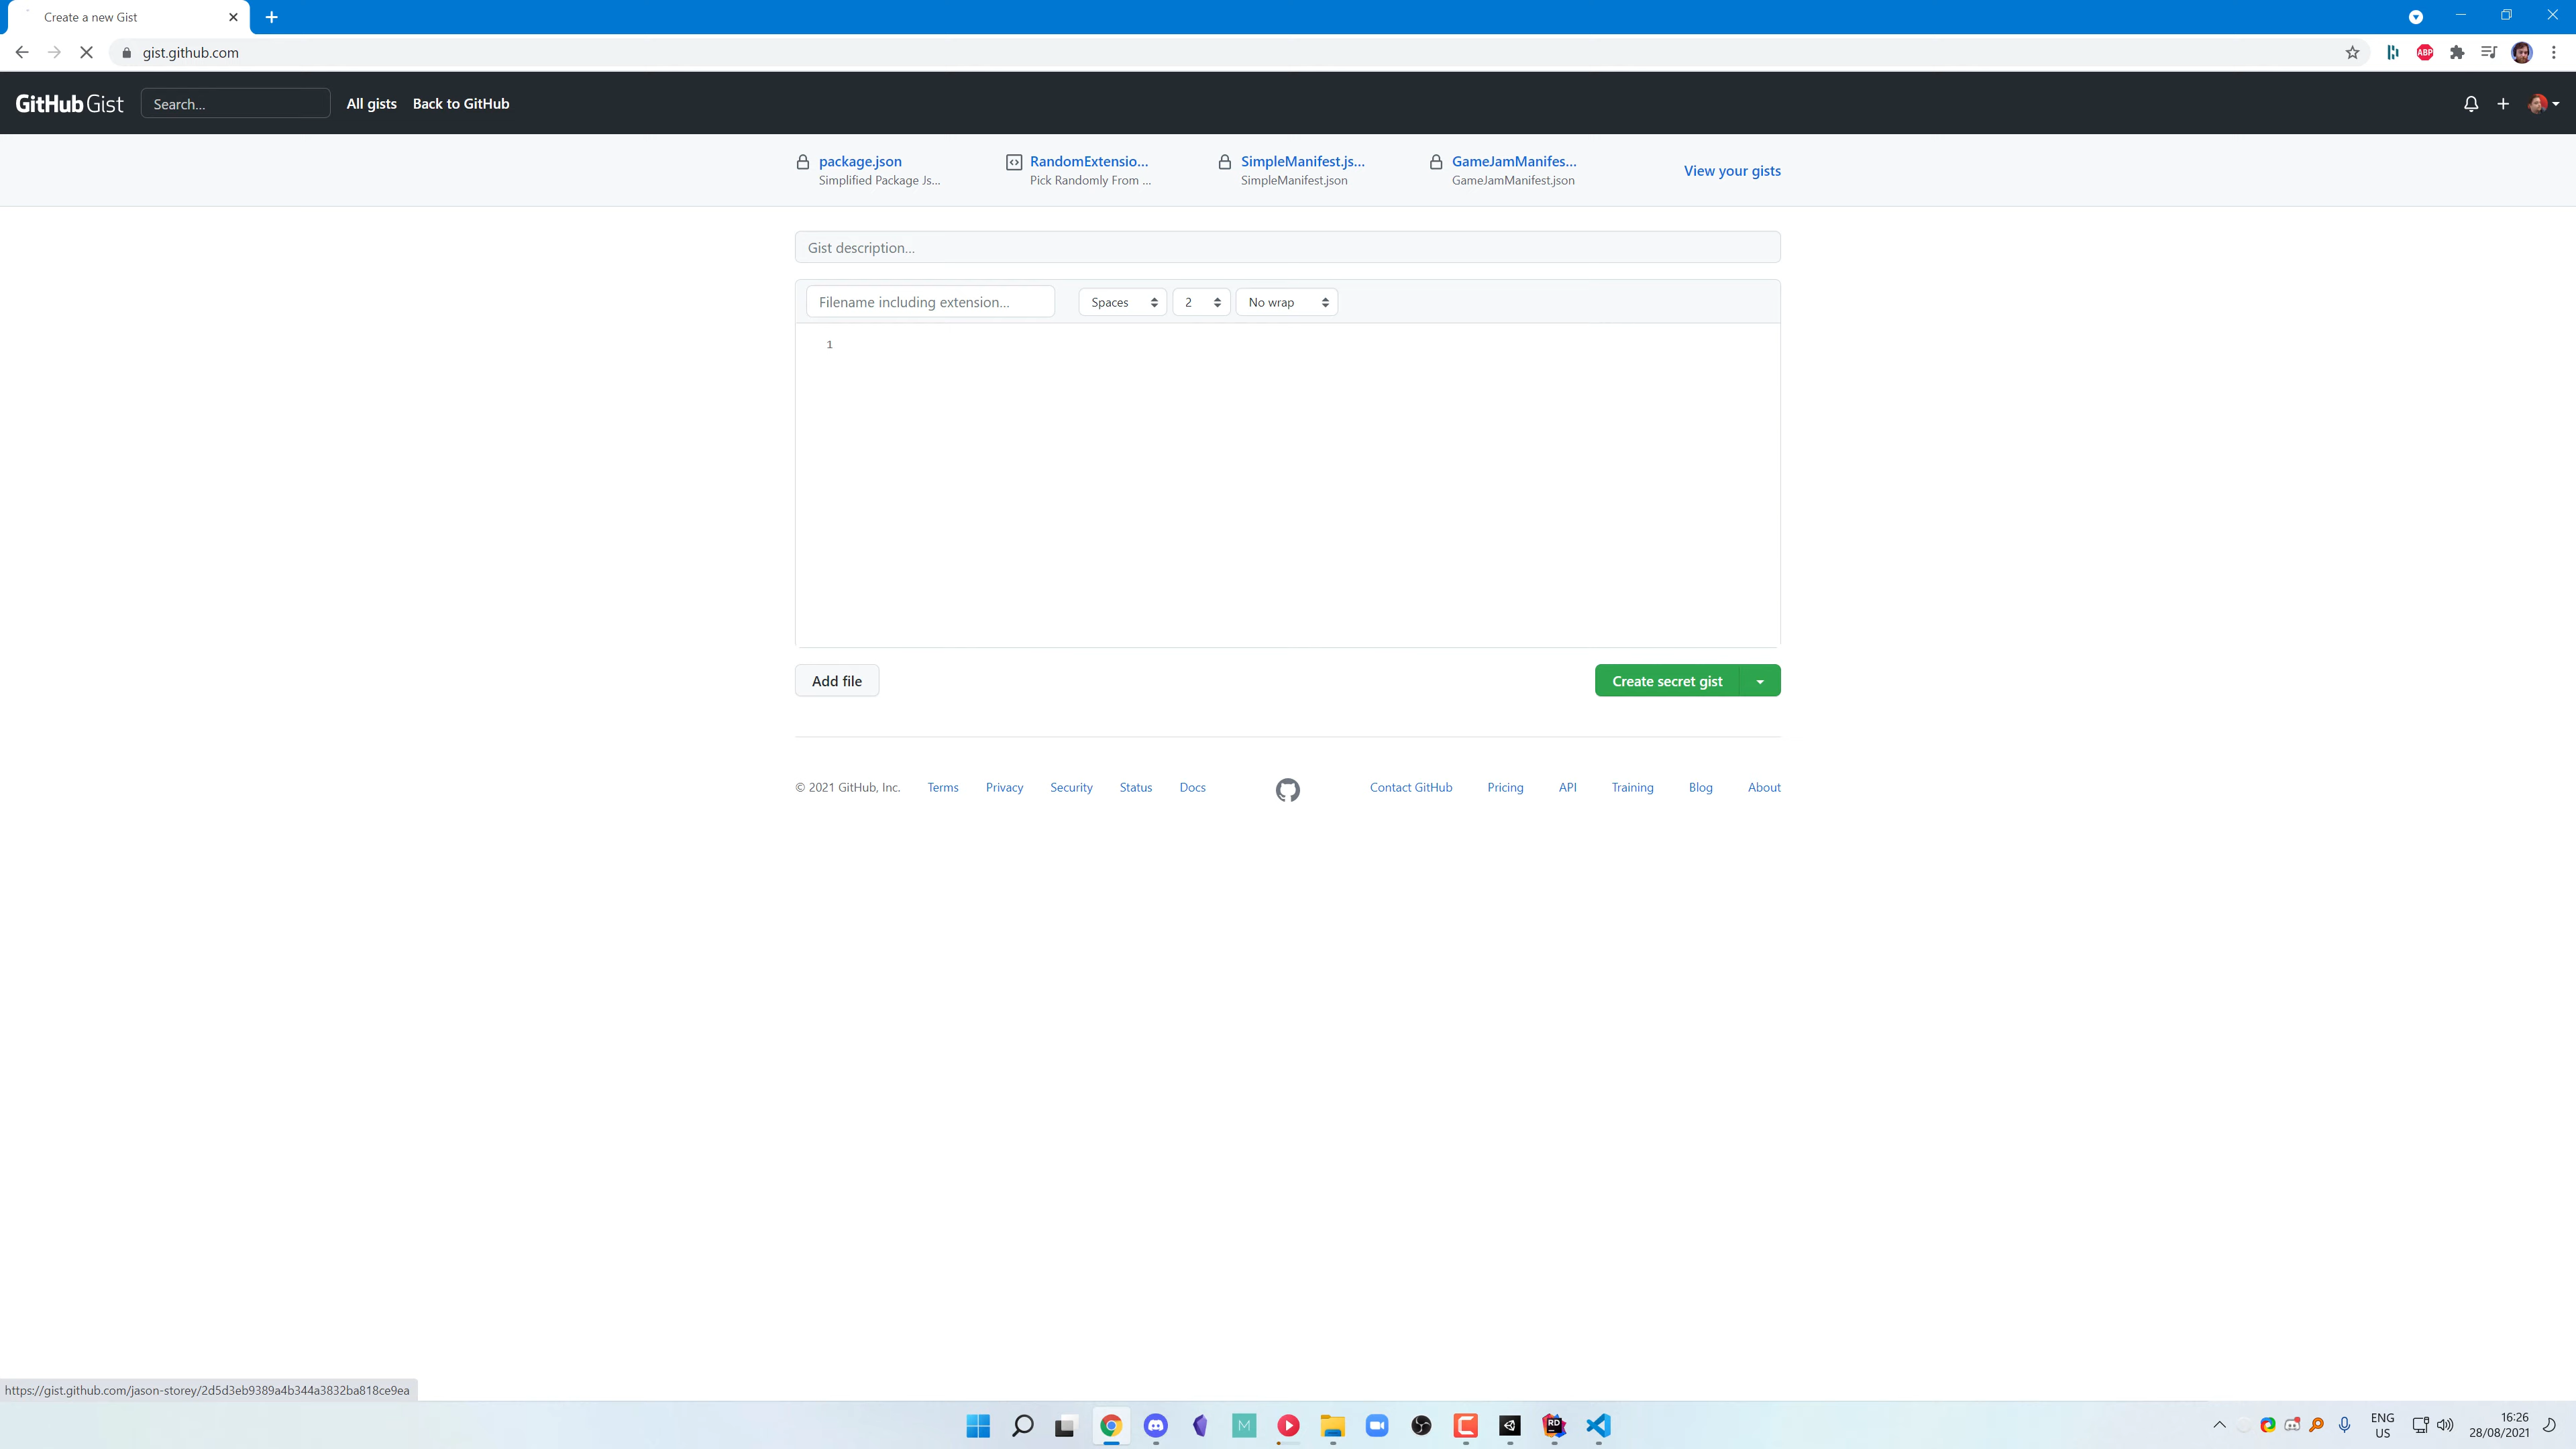 Create a new Gist
gist.github.com
ABP
GitHub Gist
Search...
All gists
Back to GitHub
package.json
Simplified Package Js...
RandomExtensio...
Pick Randomly From ...
SimpleManifest.js...
SimpleManifest.json
GameJamManifes...
GameJamManifest.json
View your gists
Gist description...
Filename including extension...
Spaces
2
No wrap
1
Add file
Create secret gist
© 2021 GitHub, Inc.
Terms
Privacy
Security
Status
Docs
Contact GitHub
Pricing
API
Training
Blog
About
https://gist.github.com/jason-storey/2d5d3eb9389a4b344a3832ba818ce9ea
M
RD
ENG
US
16:26
28/08/2021